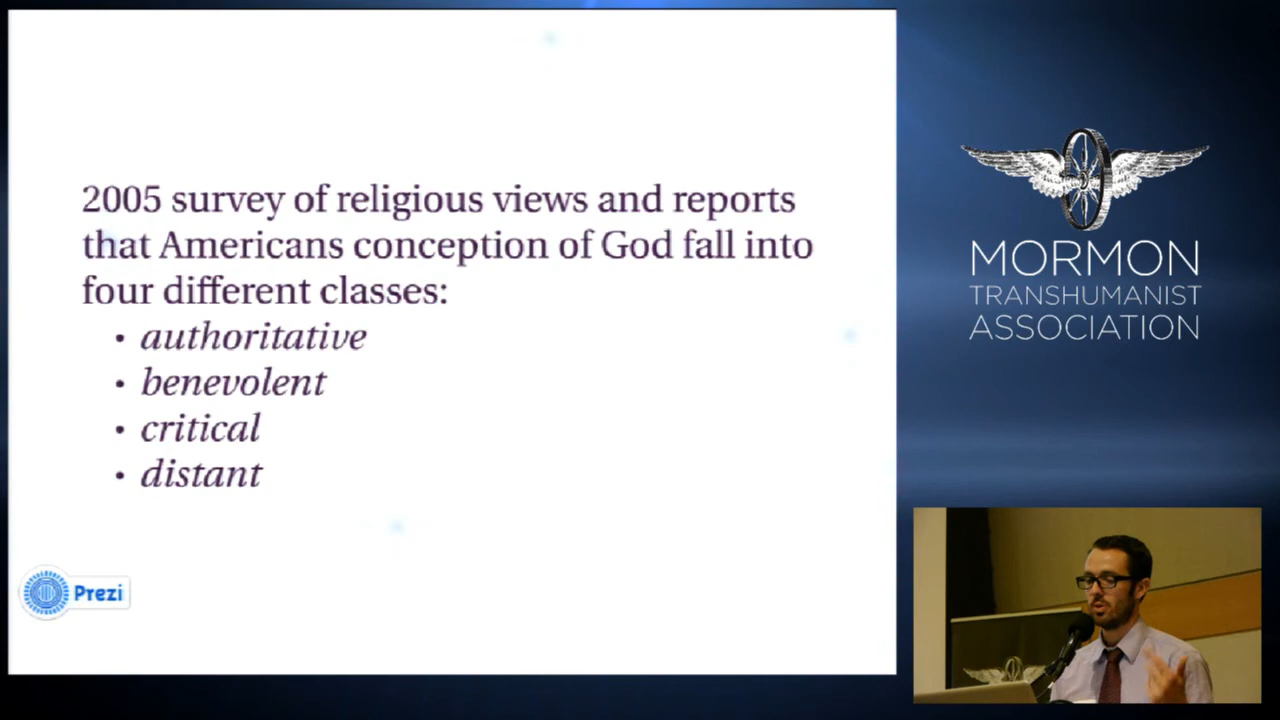 2005 survey of religious views and reports
that Americans conception of God fall into
four different classes:
• authoritative
• benevolent
• critical
• distant
Prezi
MORMON
TRANSHUMANIST
ASSOCIATION